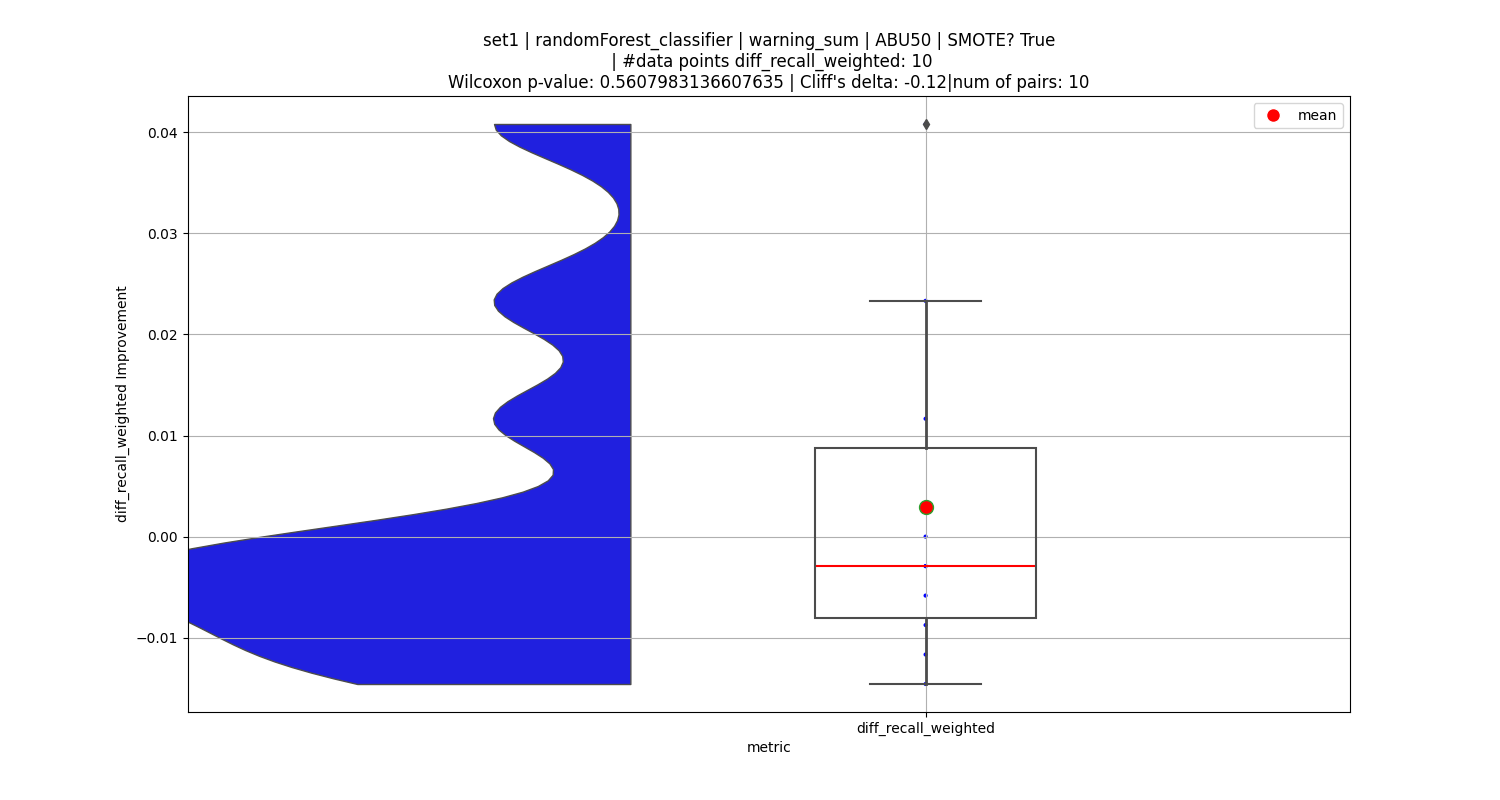 set1 | randomForest_classifier | warning_sum | ABU50 | SMOTE? True
| #data points diff_recall_weighted: 10
Wilcoxon p-value: 0.5607983136607635 | Cliff's delta: -0.12|num of pairs: 10
mean
0.04
0.03
0.02
0.01
0.00
−0.01
diff_recall_weighted Improvement
diff_recall_weighted
metric